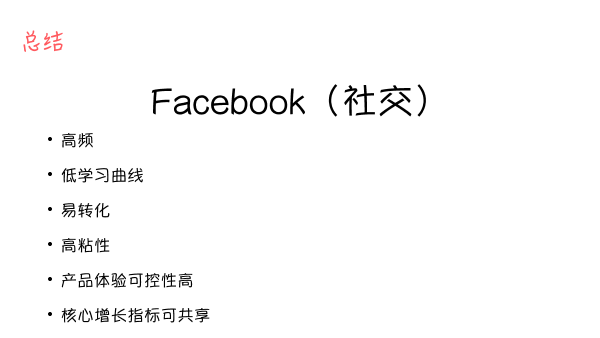 总结
Facebook（社交）
• 高频
• 低学习曲线
• 易转化
• 高粘性
• 产品体验可控性高
• 核心增长指标可共享